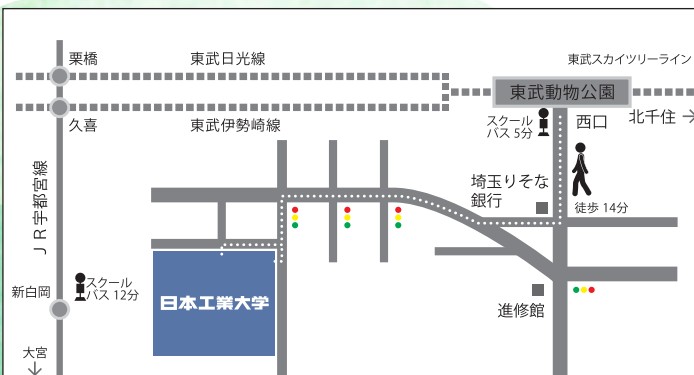 栗橋
東武日光線
東武スカイツリーライン
東武動物公園
久喜
東武伊勢崎線
スクール
バス 5分
西口
北千住 →
JR宇都宮線
埼玉りそな
銀行
徒歩 14分
新白岡
スクール
バス 12分
日本工業大学
進修館
大宮
↓